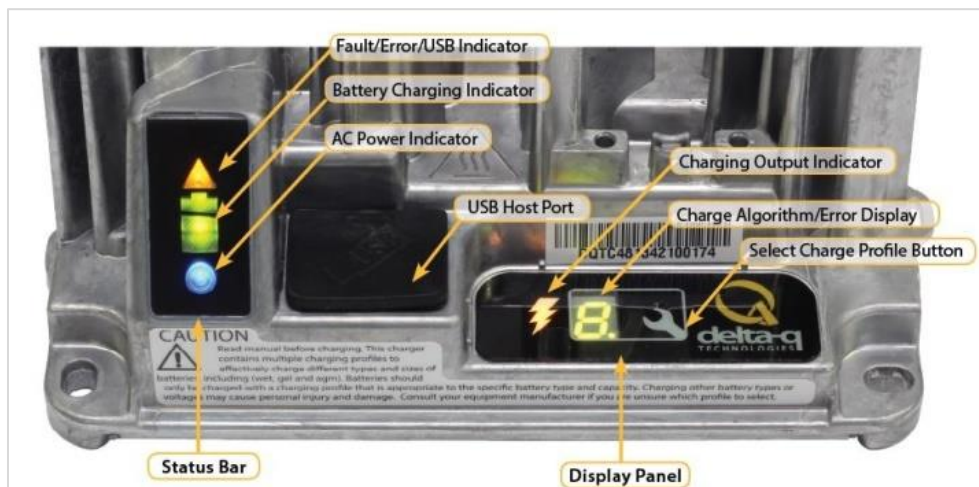 Fault/Error/USB Indicator
Battery Charging Indicator
AC Power Indicator
USB Host Port
Charging Output Indicator
Charge Algorithm/Error Display
Select Charge Profile Button
8.
delta-q
TECHNOLOGIES
CAUTION
Read manual before charging. This charger
contains multiple charging profiles to
effectively charge different types and sizes of
batteries including (wet, gel and agm). Batteries should
only be charged with a charging profile that is appropriate to the specific battery type and capacity. Charging other battery types or
voltages may cause personal injury and damage. Consult your equipment manufacturer if you are unsure which profile to select.
Status Bar
Display Panel